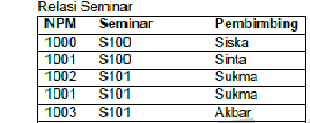 Relasi Seminar
NPM Seminar Pembimbing
1000 S100 Siska
1001 S100 Sinta
1002 S101 Sukma
1001 S101 Sukma
1003 S101 Akbar